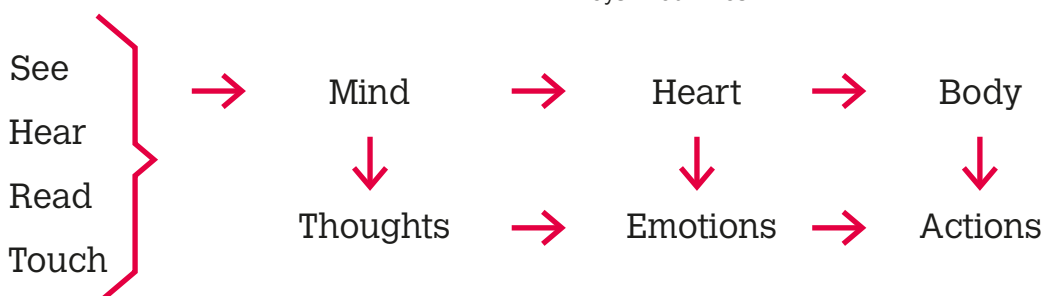 See
Hear
Read
Touch
Mind
Heart
Body
Thoughts
Emotions
Actions